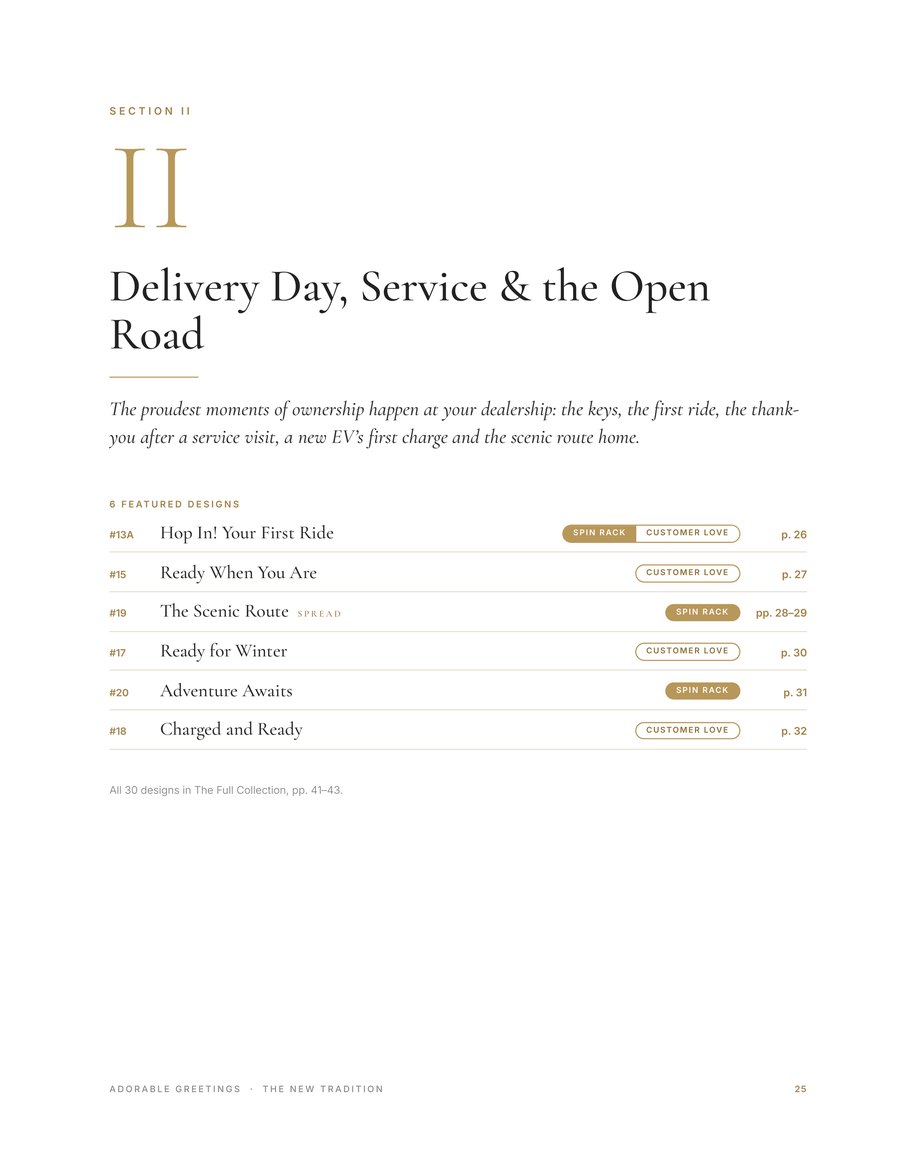 SECTION II
II
Delivery Day, Service & the Open
Road
The proudest moments of ownership happen at your dealership: the keys, the first ride, the thank-
you after a service visit, a new EV’s first charge and the scenic route home.
6 FEATURED DESIGNS
#13A Hop In! Your First Ride SPIN RACK CUSTOMER LOVE p. 26
#15 Ready When You Are CUSTOMER LOVE p. 27
#19 The Scenic Route SPREAD SPIN RACK pp. 28–29
#17 Ready for Winter CUSTOMER LOVE p. 30
#20 Adventure Awaits SPIN RACK p. 31
#18 Charged and Ready CUSTOMER LOVE p. 32
All 30 designs in The Full Collection, pp. 41–43.
ADORABLE GREETINGS · THE NEW TRADITION 25